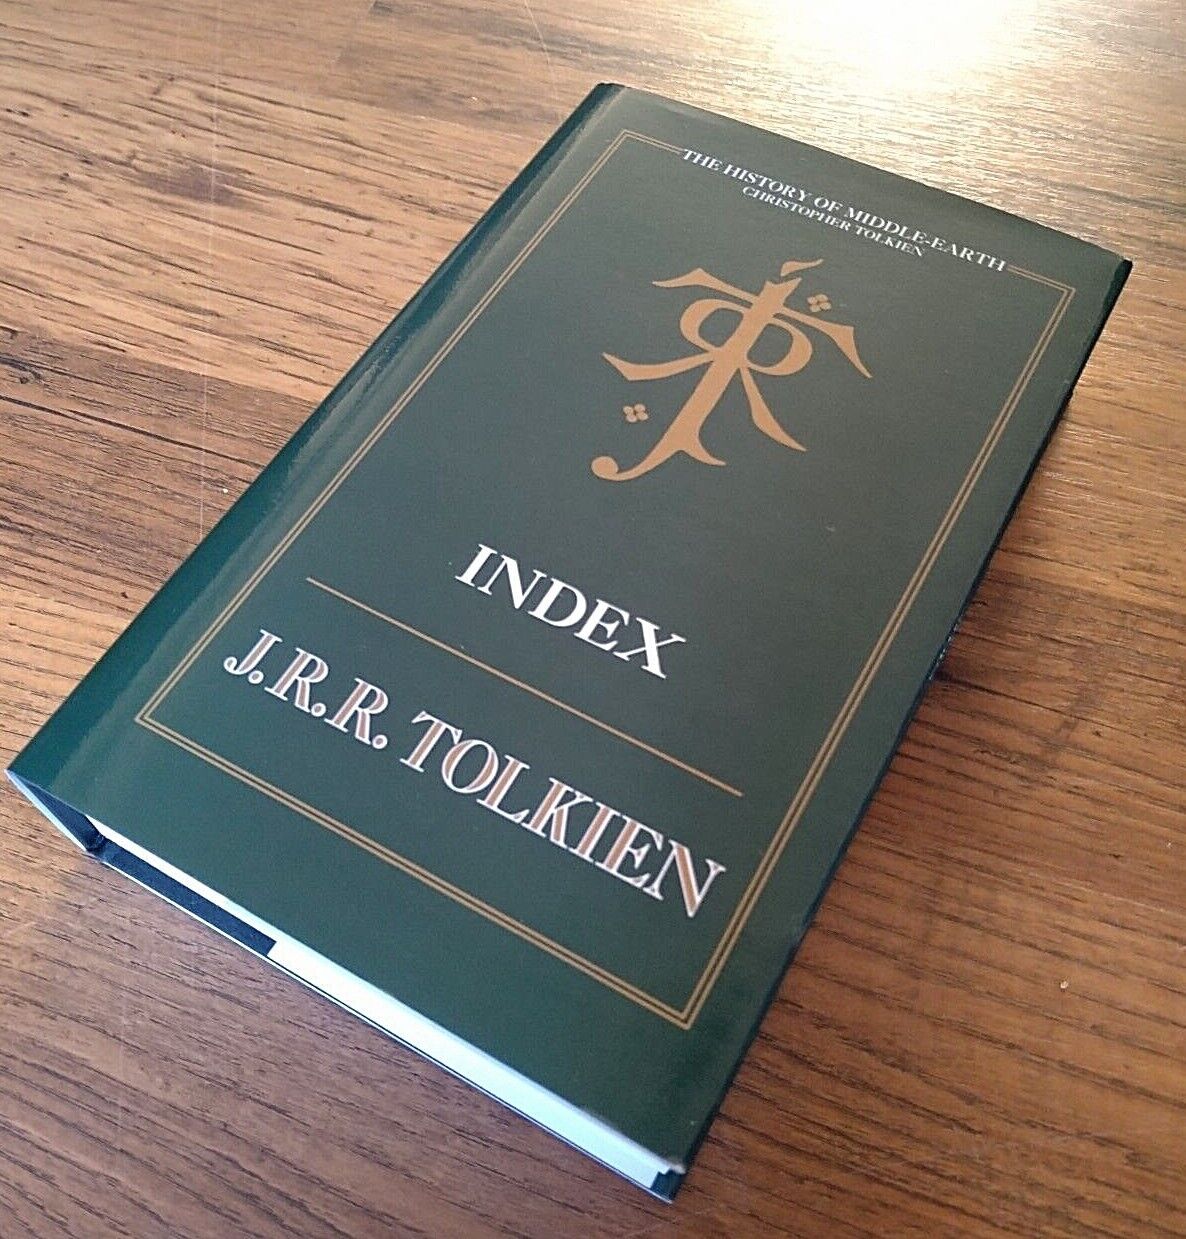 THE HISTORY OF MIDDLE-EARTH
CHRISTOPHER TOLKIEN
INDEX
J.R.R. TOLKIEN